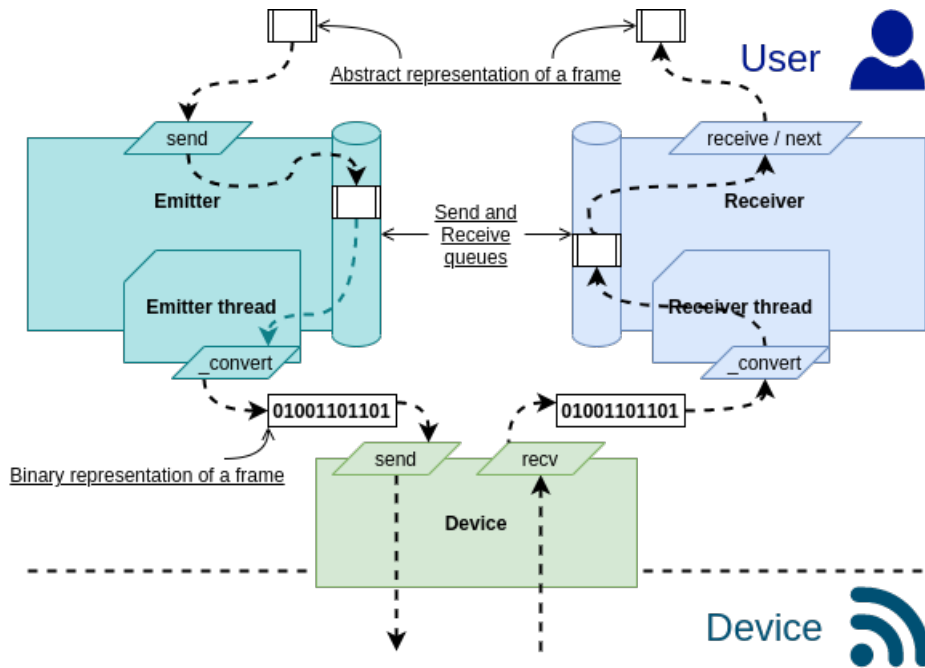 User
Abstract representation of a frame
send
receive / next
Emitter
Receiver
Send and
Receive
queues
Emitter thread
Receiver thread
_convert
_convert
01001101101
01001101101
Binary representation of a frame
send
recv
Device
Device